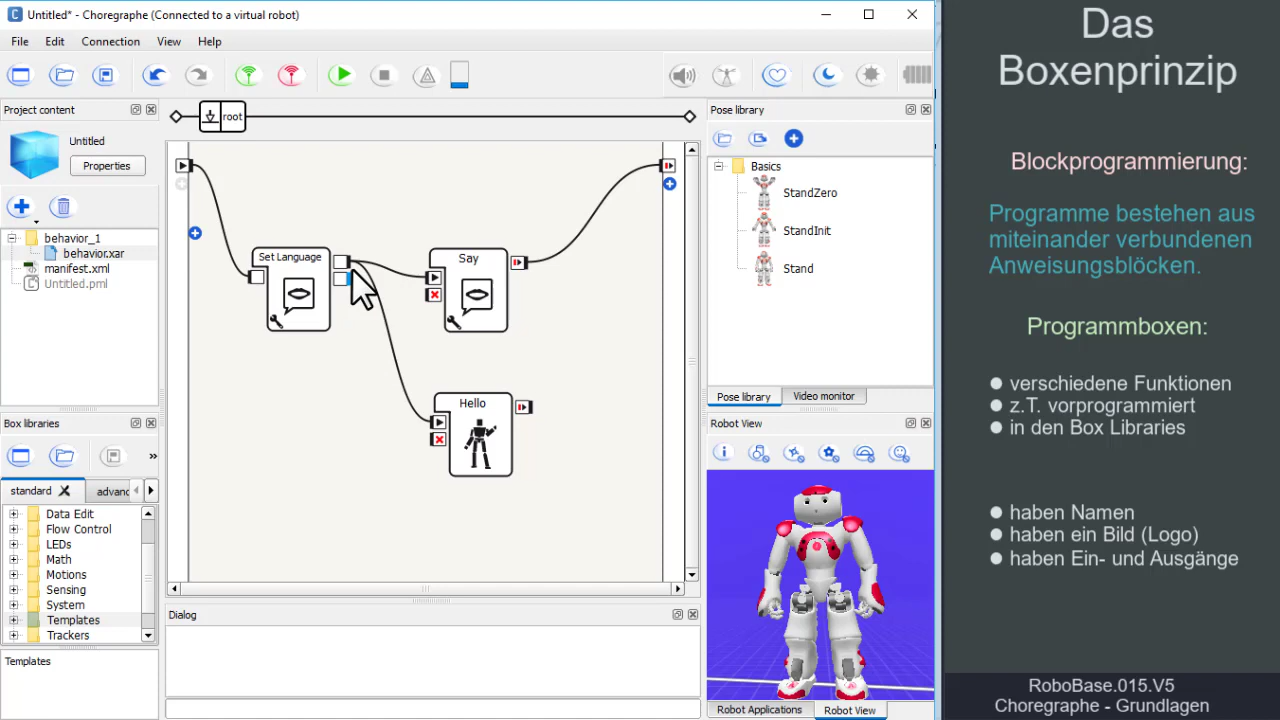 Untitled* - Choregraphe (Connected to a virtual robot)
File Edit Connection View Help
Project content
Untitled
Properties
behavior_1
behavior.xar
manifest.xml
Untitled.pml
Box libraries
standard
advanc
Data Edit
Flow Control
LEDs
Math
Motions
Sensing
System
Templates
Trackers
Templates
root
Set Language
Say
Hello
Dialog
Pose library
Basics
StandZero
StandInit
Stand
Pose library
Video monitor
Robot View
Robot Applications
Robot View
Das
Boxenprinzip
Blockprogrammierung:
Programme bestehen aus
miteinander verbundenen
Anweisungsblöcken.
Programmboxen:
● verschiedene Funktionen
● z.T. vorprogrammiert
● in den Box Libraries
● haben Namen
● haben ein Bild (Logo)
● haben Ein- und Ausgänge
RoboBase.015.V5
Choregraphe - Grundlagen